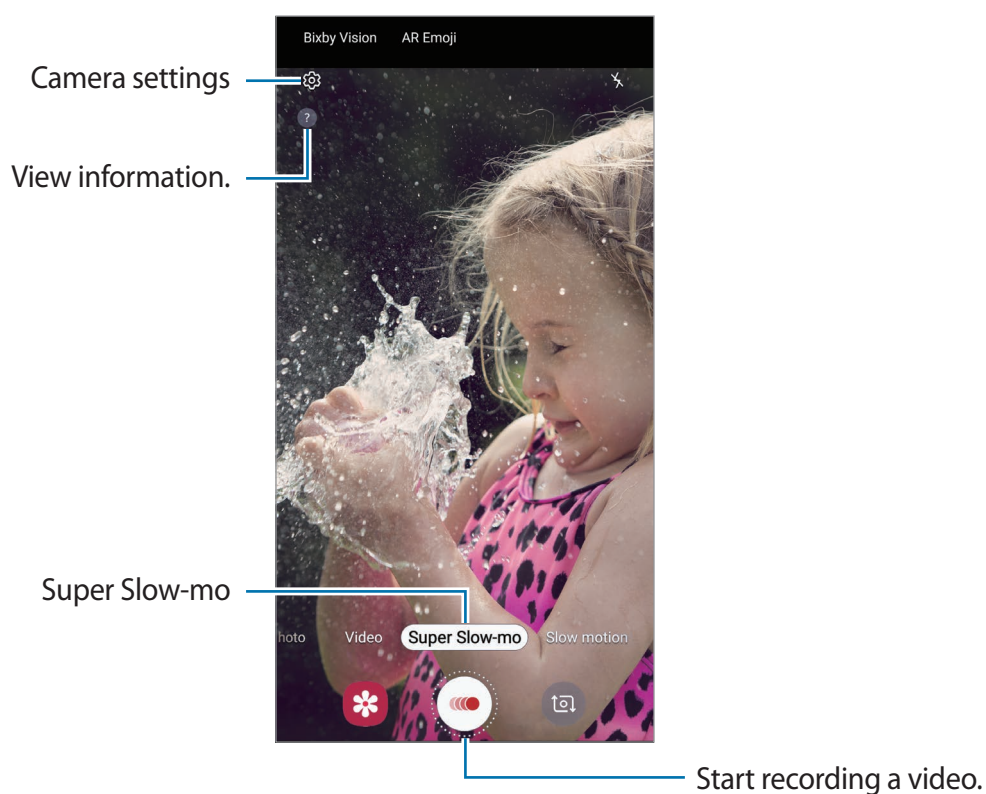 Bixby Vision AR Emoji
Camera settings
?
View information.
Super Slow-mo
hoto Video Super Slow-mo Slow motion
Start recording a video.